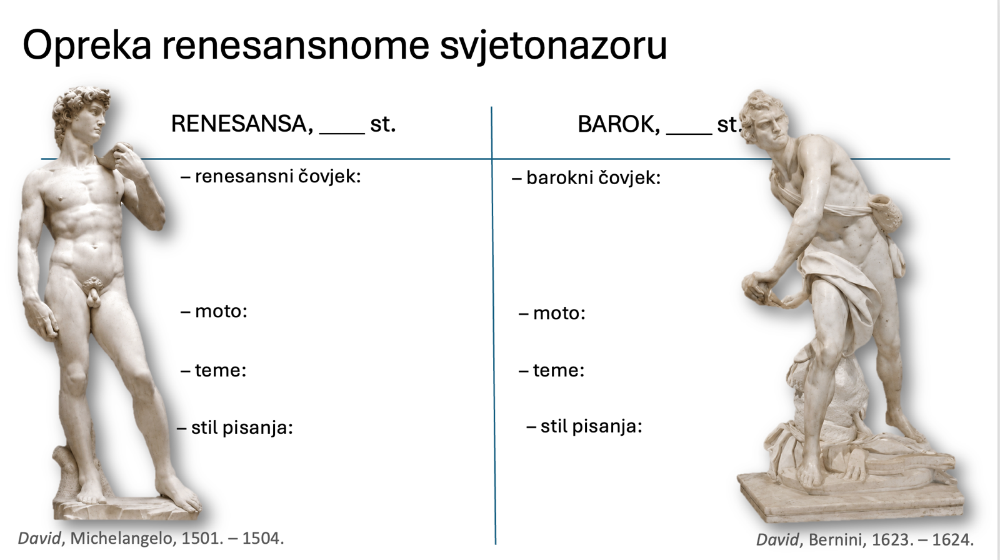 Opreka renesansnome svjetonazoru
RENESANSA, ____ st.
– renesansni čovjek:
– moto:
– teme:
– stil pisanja:
David, Michelangelo, 1501. – 1504.
BAROK, ____ st.
– barokni čovjek:
– moto:
– teme:
– stil pisanja:
David, Bernini, 1623. – 1624.